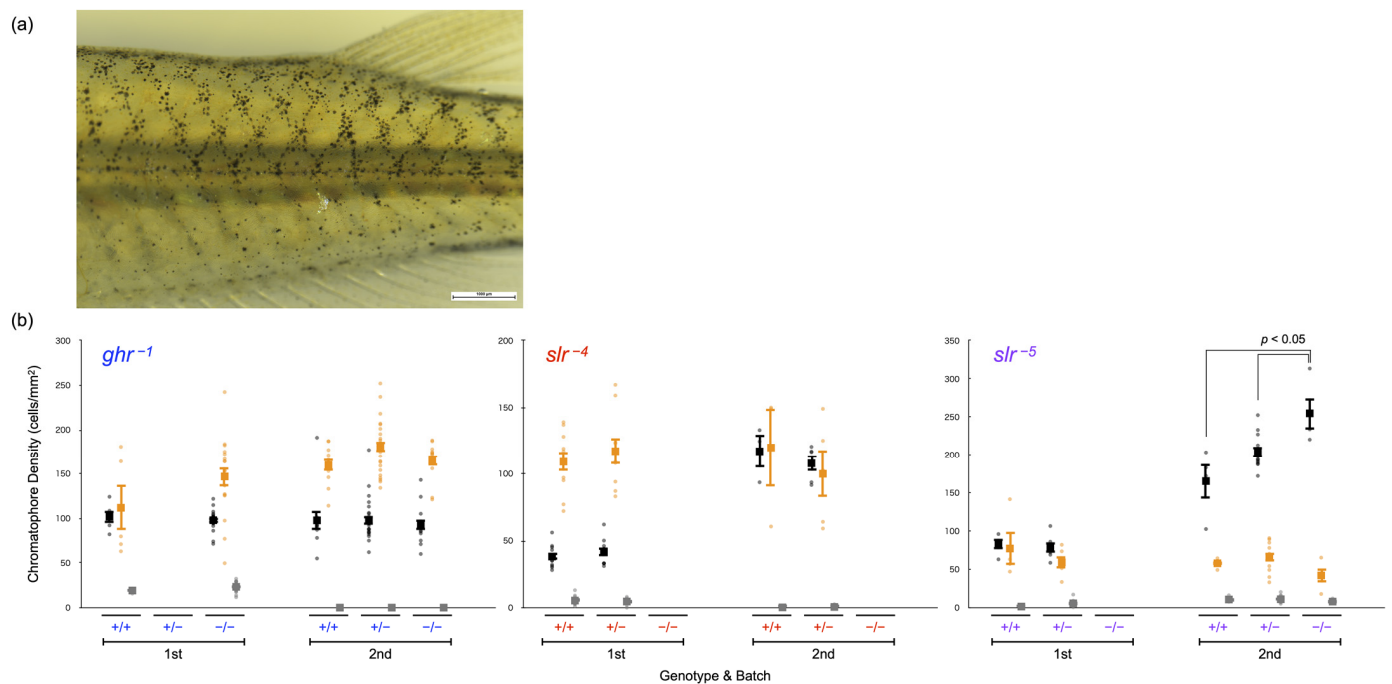 (a)
1000 µm
(b)
Chromatophore Density (cells/mm²)
ghr⁻¹
300
250
200
150
100
50
0
+/+ +/− −/− +/+ +/− −/−
1st 2nd
slr⁻⁴
200
150
100
50
0
+/+ +/− −/− +/+ +/− −/−
1st 2nd
slr⁻⁵
p < 0.05
350
300
250
200
150
100
50
0
+/+ +/− −/− +/+ +/− −/−
1st 2nd
Genotype & Batch